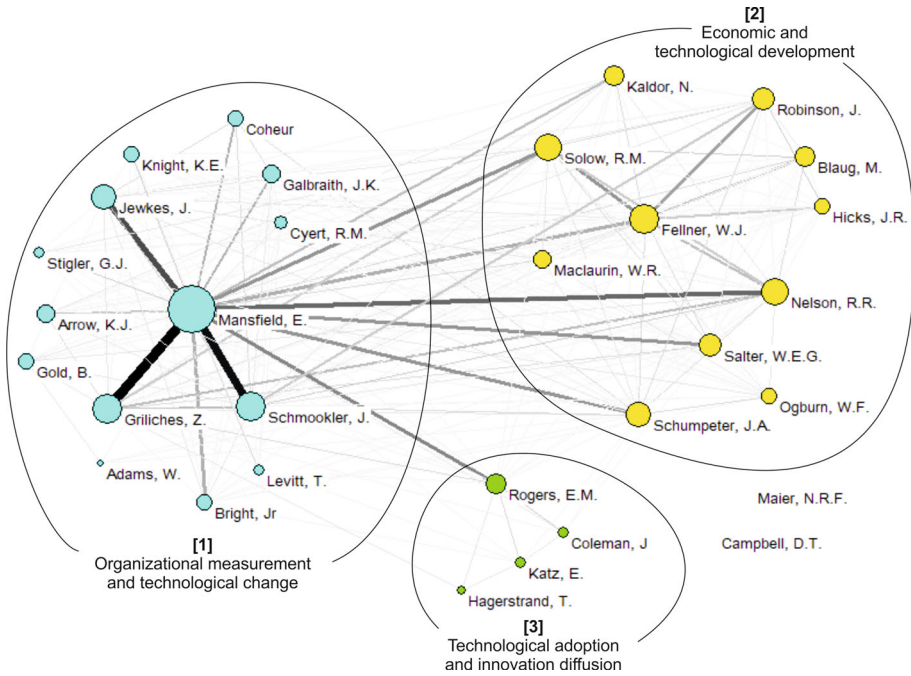 [2]
Economic and
technological development
Kaldor, N.
Robinson, J.
Coheur
Solow, R.M.
Blaug, M.
Knight, K.E.
Galbraith, J.K.
Jewkes, J.
Hicks, J.R.
Cyert, R.M.
Fellner, W.J.
Stigler, G.J.
Maclaurin, W.R.
Nelson, R.R.
Arrow, K.J.
Mansfield, E.
Salter, W.E.G.
Gold, B.
Ogburn, W.F.
Griliches, Z.
Schmookler, J.
Schumpeter, J.A.
Adams, W.
Levitt, T.
Rogers, E.M.
Maier, N.R.F.
Bright, Jr
Coleman, J
Campbell, D.T.
[1]
Organizational measurement
and technological change
Katz, E.
Hagerstrand, T.
[3]
Technological adoption
and innovation diffusion